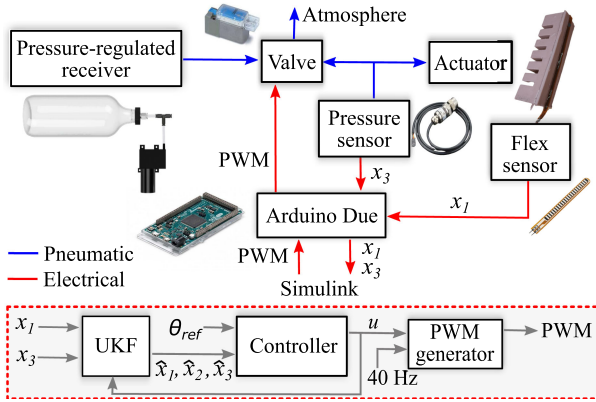 Atmosphere
Pressure-regulated
receiver
Valve
Actuator
Pressure
sensor
Flex
sensor
PWM
x3
x1
Arduino Due
Pneumatic
Electrical
PWM
x1
x3
Simulink
x1
x3
UKF
θref
x̂1, x̂2, x̂3
Controller
u
40 Hz
PWM
generator
PWM